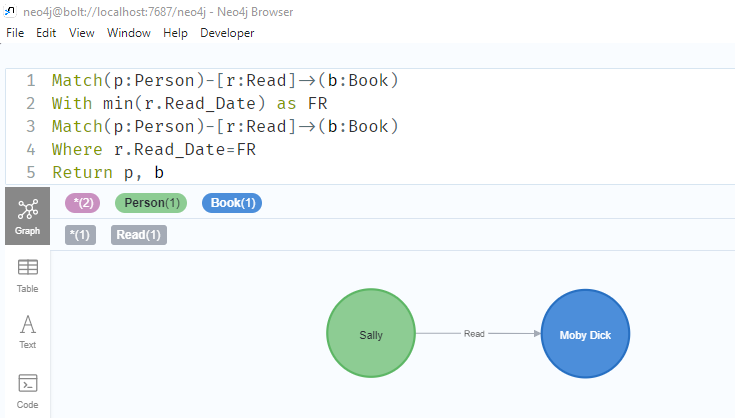 neo4j@bolt://localhost:7687/neo4j - Neo4j Browser
File Edit View Window Help Developer
1 Match(p:Person)-[r:Read]->(b:Book)
2 With min(r.Read_Date) as FR
3 Match(p:Person)-[r:Read]->(b:Book)
4 Where r.Read_Date=FR
5 Return p, b
*(2) Person(1) Book(1)
*(1) Read(1)
Graph
Table
Text
Code
Sally Read Moby Dick